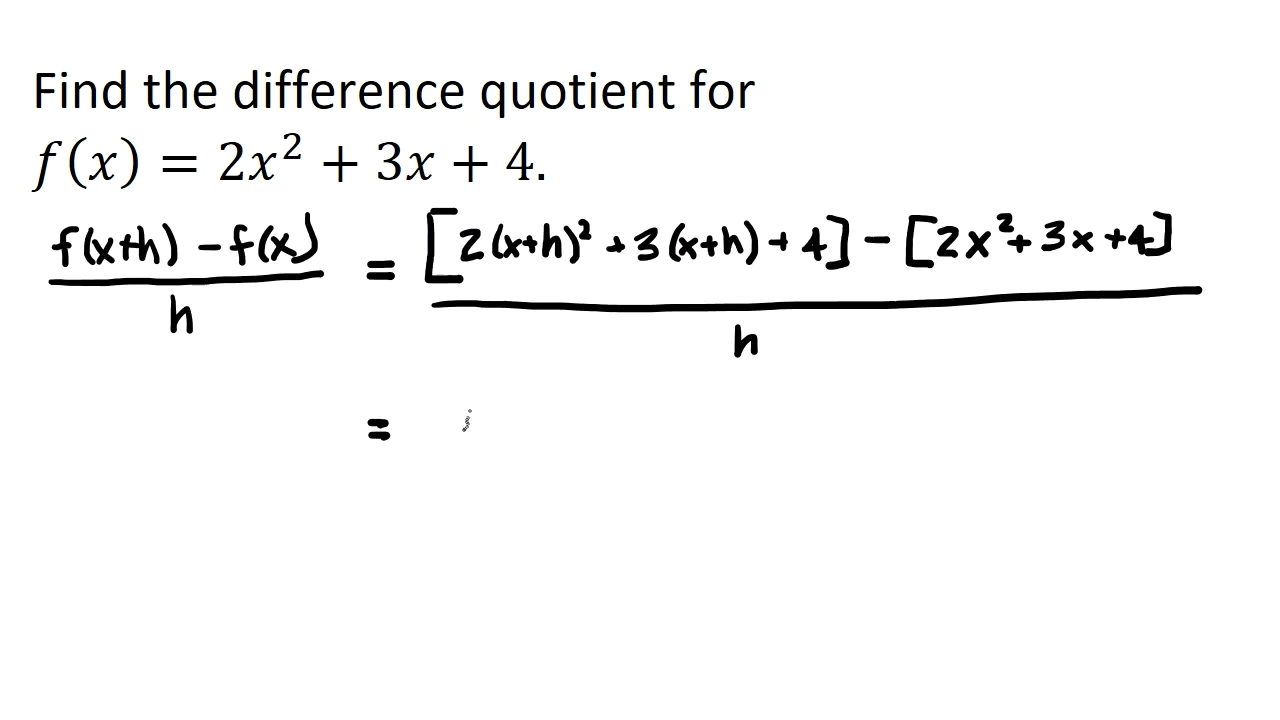 Find the difference quotient for
f(x) = 2x² + 3x + 4.
f(x+h) - f(x) / h = [2(x+h)² + 3(x+h) + 4] - [2x² + 3x + 4] / h
=